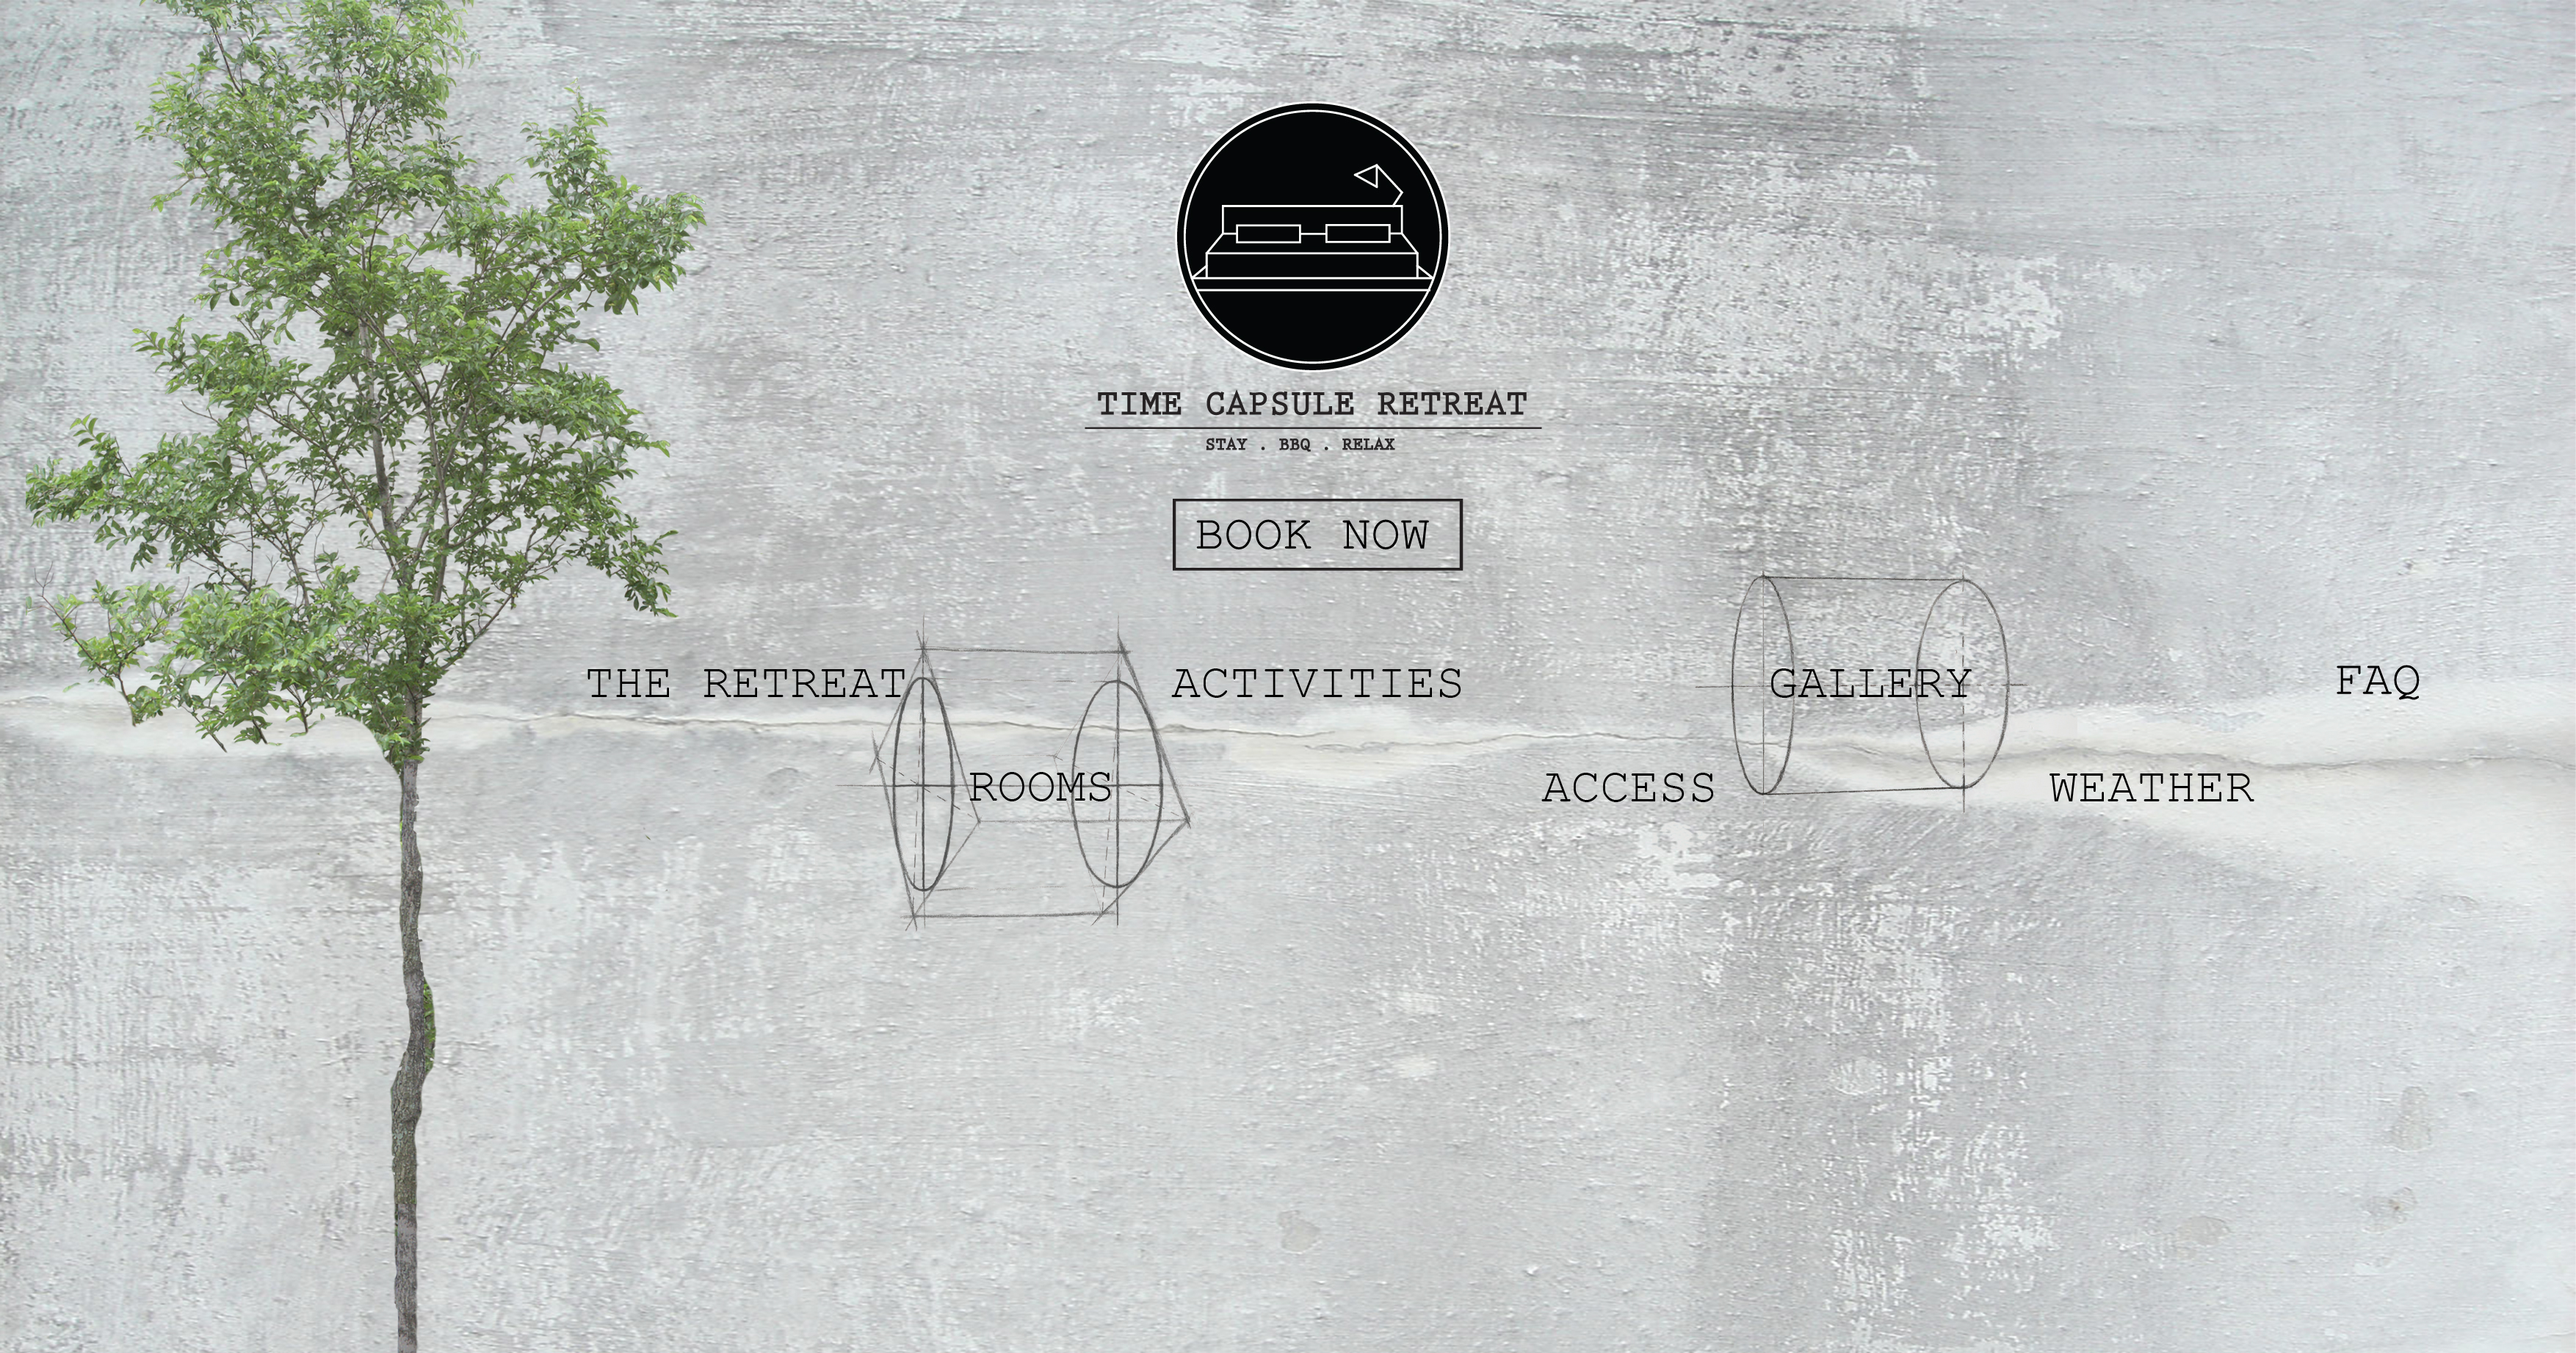 TIME CAPSULE RETREAT
STAY . BBQ . RELAX
BOOK NOW
THE RETREAT
ACTIVITIES
GALLERY
FAQ
ROOMS
ACCESS
WEATHER